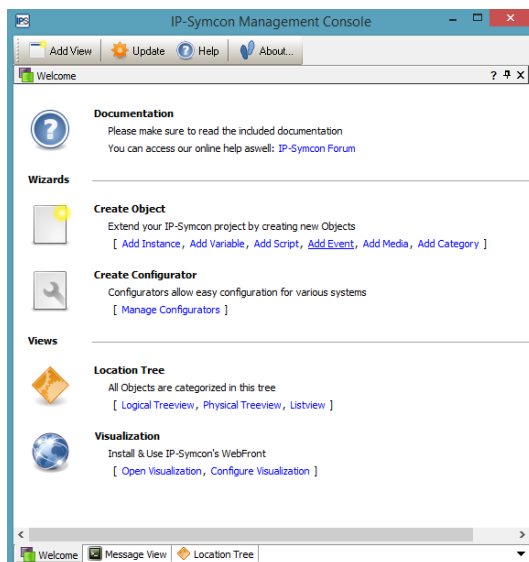 IPS
IP-Symcon Management Console
Add View Update Help About...
Welcome
Documentation
Please make sure to read the included documentation
You can access our online help aswell: IP-Symcon Forum
Wizards
Create Object
Extend your IP-Symcon project by creating new Objects
[ Add Instance, Add Variable, Add Script, Add Event, Add Media, Add Category ]
Create Configurator
Configurators allow easy configuration for various systems
[ Manage Configurators ]
Views
Location Tree
All Objects are categorized in this tree
[ Logical Treeview, Physical Treeview, Listview ]
Visualization
Install & Use IP-Symcon's WebFront
[ Open Visualization, Configure Visualization ]
Welcome Message View Location Tree